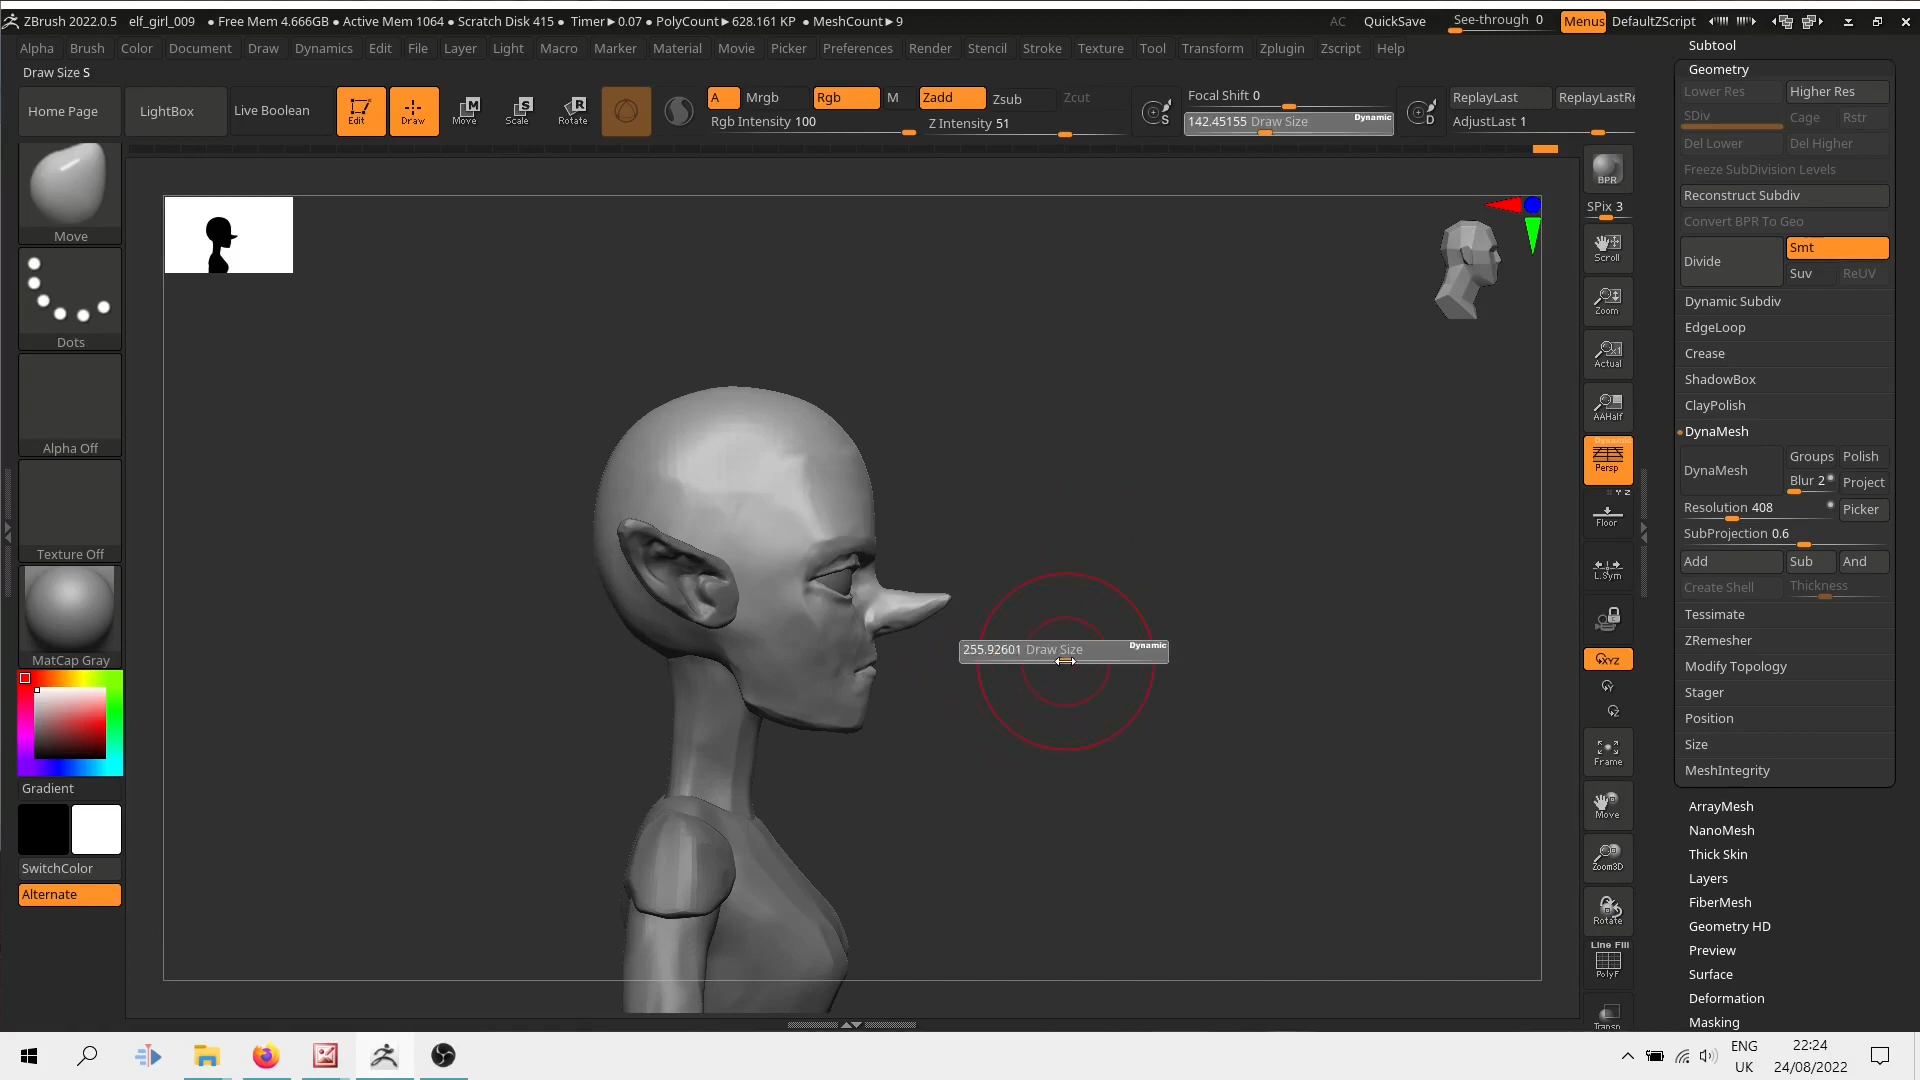 ZBrush 2022.0.5 elf_girl_009 ● Free Mem 4.666GB ● Active Mem 1064 ● Scratch Disk 415 ● Timer▶0.07 ● PolyCount▶628.161 KP ● MeshCount▶9 AC QuickSave See-through 0 Menus DefaultZScript
Alpha Brush Color Document Draw Dynamics Edit File Layer Light Macro Marker Material Movie Picker Preferences Render Stencil Stroke Texture Tool Transform Zplugin Zscript Help
Draw Size S
Home Page LightBox Live Boolean Edit Draw Move Scale Rotate
M S R
A Mrgb Rgb M Zadd Zsub Zcut
Rgb Intensity 100 Z Intensity 51
S
Focal Shift 0
142.45155 Draw Size Dynamic
D
ReplayLast ReplayLastRe
AdjustLast 1
Move
Dots
Alpha Off
Texture Off
MatCap Gray
Gradient
SwitchColor
Alternate
255.92601 Draw Size Dynamic
BPR
SPix 3
Scroll
Zoom
Actual
AAHalf
Dynamic
Persp
Floor
L.Sym
XYZ
Frame
Move
Zoom3D
Rotate
Line Fill
PolyF
Transp
Subtool
Geometry
Lower Res Higher Res
SDiv Cage Rstr
Del Lower Del Higher
Freeze SubDivision Levels
Reconstruct Subdiv
Convert BPR To Geo
Divide Smt
Suv ReUV
Dynamic Subdiv
EdgeLoop
Crease
ShadowBox
ClayPolish
DynaMesh
DynaMesh Groups Polish
Blur 2 Project
Resolution 408 Picker
SubProjection 0.6
Add Sub And
Create Shell Thickness
Tessimate
ZRemesher
Modify Topology
Stager
Position
Size
MeshIntegrity
ArrayMesh
NanoMesh
Thick Skin
Layers
FiberMesh
Geometry HD
Preview
Surface
Deformation
Masking
ENG
UK
22:24
24/08/2022